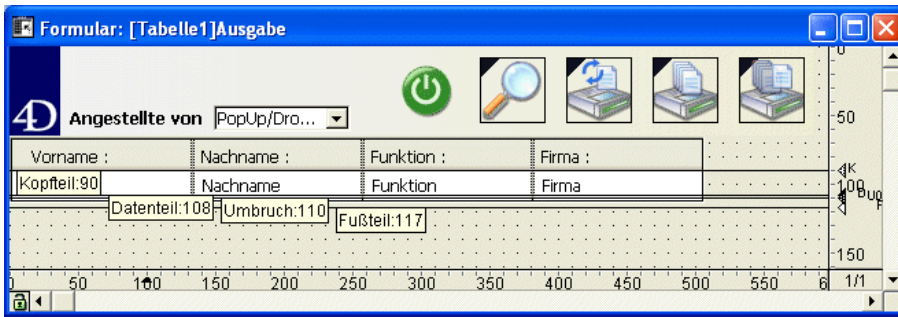 Formular: [Tabelle1]Ausgabe
0
4D
Angestellte von PopUp/Dro...
50
Vorname : Nachname : Funktion : Firma :
K
Kopfteil:90 Nachname Funktion Firma
100
Datenteil:108 Umbruch:110 Fußteil:117
150
0 50 100 150 200 250 300 350 400 450 500 550 6 1/1